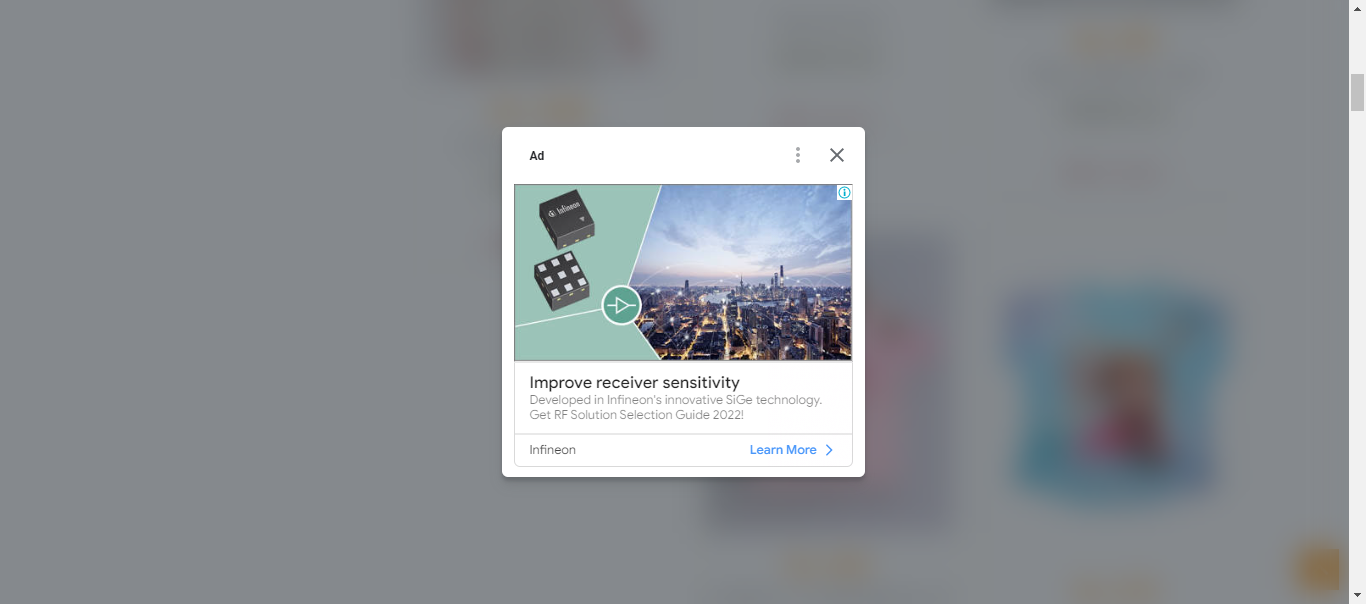 Ad
Infineon
Improve receiver sensitivity
Developed in Infineon's innovative SiGe technology.
Get RF Solution Selection Guide 2022!
Infineon
Learn More